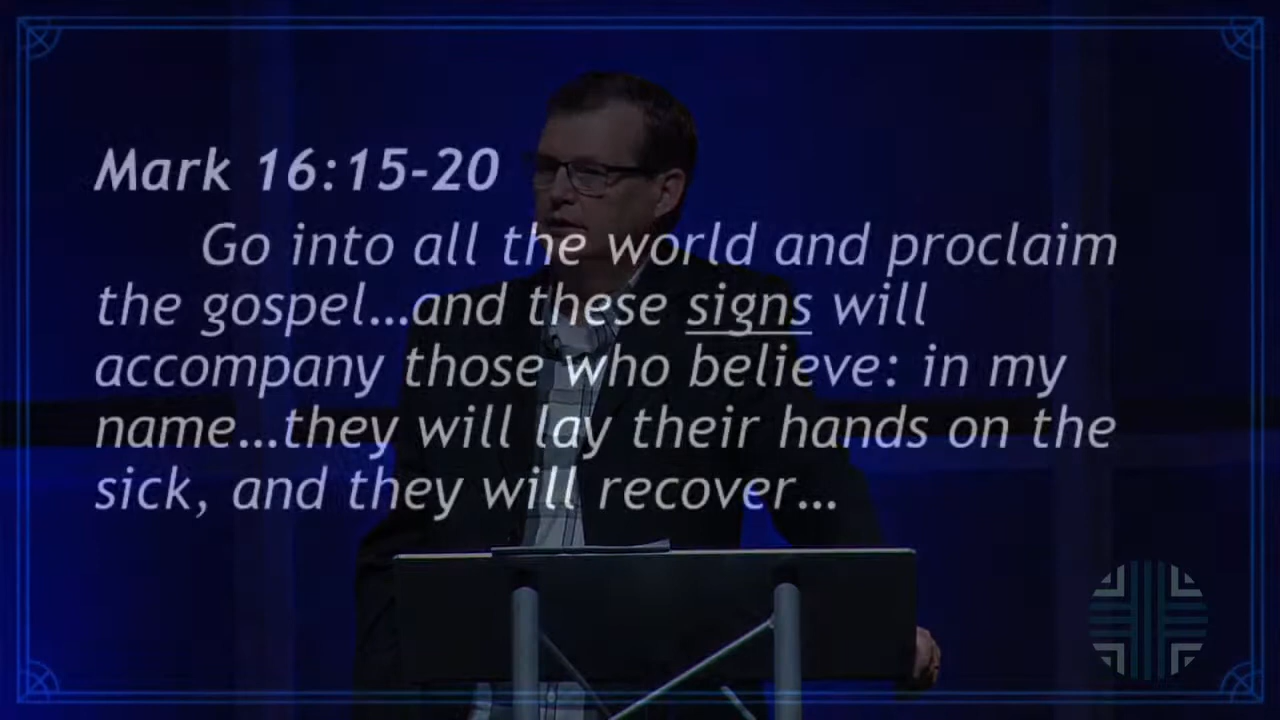 Mark 16:15-20
Go into all the world and proclaim
the gospel…and these signs will
accompany those who believe: in my
name…they will lay their hands on the
sick, and they will recover…